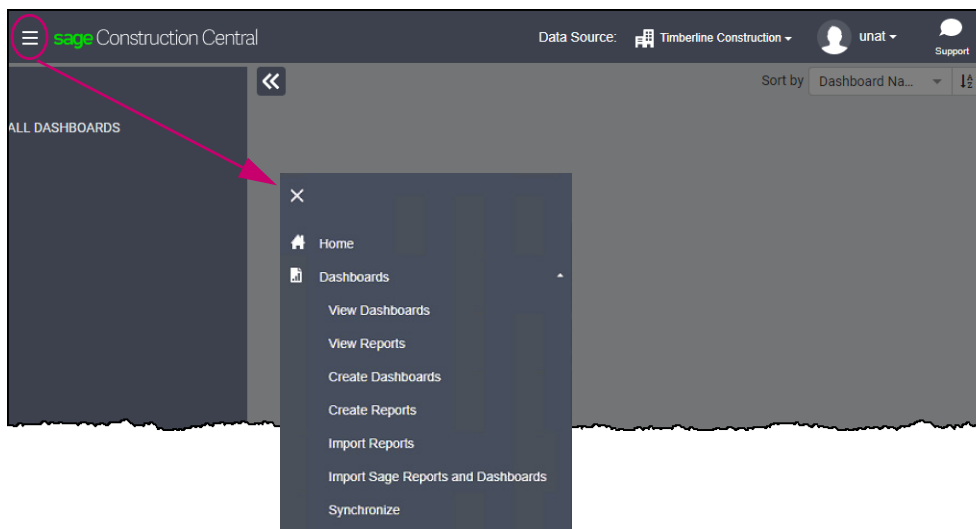 sage Construction Central
Data Source: Timberline Construction unat Support
Sort by Dashboard Na...
ALL DASHBOARDS
Home
Dashboards
View Dashboards
View Reports
Create Dashboards
Create Reports
Import Reports
Import Sage Reports and Dashboards
Synchronize